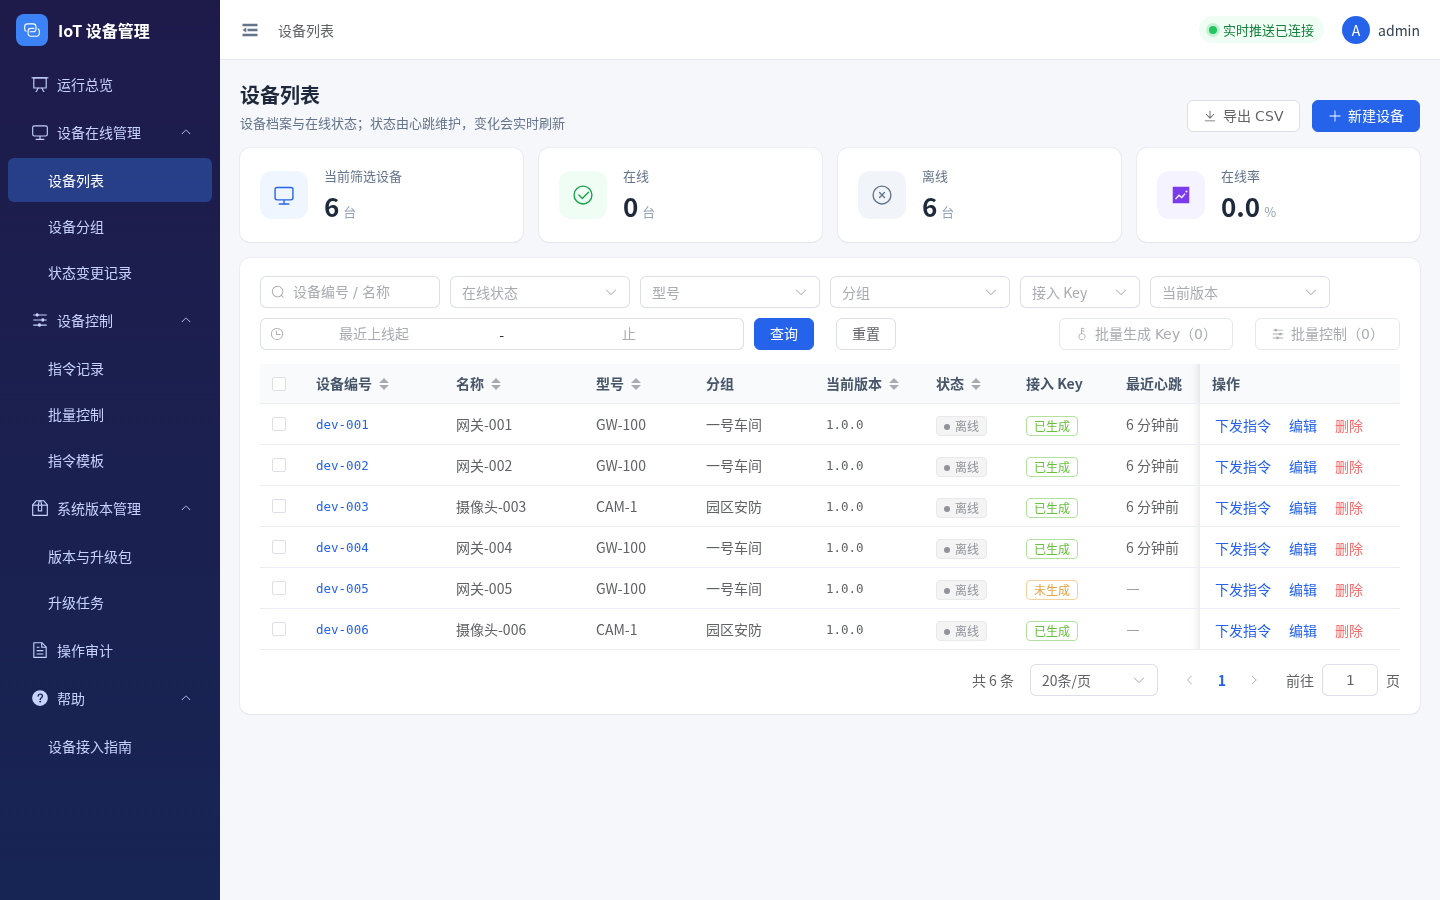 IoT 设备管理
运行总览
设备在线管理
设备列表
设备分组
状态变更记录
设备控制
指令记录
批量控制
指令模板
系统版本管理
版本与升级包
升级任务
操作审计
帮助
设备接入指南
设备列表
实时推送已连接
A admin
设备列表
设备档案与在线状态；状态由心跳维护，变化会实时刷新
导出 CSV
新建设备
当前筛选设备
6 台
在线
0 台
离线
6 台
在线率
0.0 %
设备编号 / 名称 在线状态 型号 分组 接入 Key 当前版本
最近上线起 - 止 查询 重置 批量生成 Key（0） 批量控制（0）
设备编号 名称 型号 分组 当前版本 状态 接入 Key 最近心跳 操作
dev-001 网关-001 GW-100 一号车间 1.0.0 离线 已生成 6 分钟前 下发指令 编辑 删除
dev-002 网关-002 GW-100 一号车间 1.0.0 离线 已生成 6 分钟前 下发指令 编辑 删除
dev-003 摄像头-003 CAM-1 园区安防 1.0.0 离线 已生成 6 分钟前 下发指令 编辑 删除
dev-004 网关-004 GW-100 一号车间 1.0.0 离线 已生成 6 分钟前 下发指令 编辑 删除
dev-005 网关-005 GW-100 一号车间 1.0.0 离线 未生成 — 下发指令 编辑 删除
dev-006 摄像头-006 CAM-1 园区安防 1.0.0 离线 已生成 — 下发指令 编辑 删除
共 6 条 20条/页 1 前往 1 页